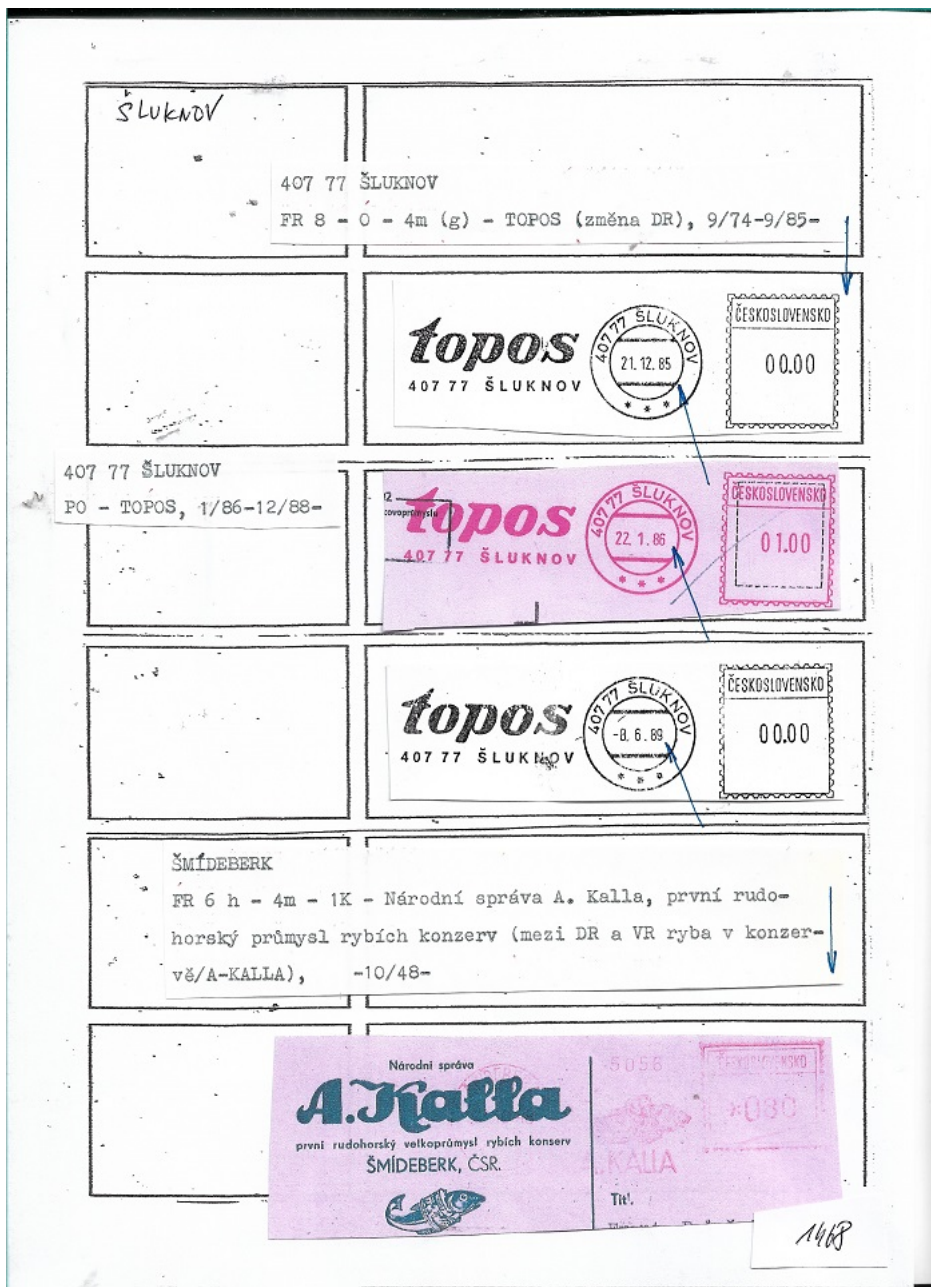 ŠLUKNOV
407 77 ŠLUKNOV
FR 8 - O - 4m (g) - TOPOS (změna DR), 9/74-9/85-
topos
407 77 ŠLUKNOV
407 77 ŠLUKNOV
21.12.85
ČESKOSLOVENSKO
00.00
407 77 ŠLUKNOV
PO - TOPOS, 1/86-12/88-
covoprůmyslu
topos
407 77 ŠLUKNOV
407 77 ŠLUKNOV
22.1.86
ČESKOSLOVENSKO
01.00
topos
407 77 ŠLUKNOV
407 77 ŠLUKNOV
-8.6.89
ČESKOSLOVENSKO
00.00
ŠMÍDEBERK
FR 6 h - 4m - 1K - Národní správa A. Kalla, první rudo-
horský průmysl rybích konzerv (mezi DR a VR ryba v konzer-
vě/A-KALLA), -10/48-
Národní správa
A. Kalla
první rudohorský velkoprůmysl rybích konserv
ŠMÍDEBERK, ČSR.
5058
ČESKOSLOVENSKO
*080
A.KALLA
Tit.
1468